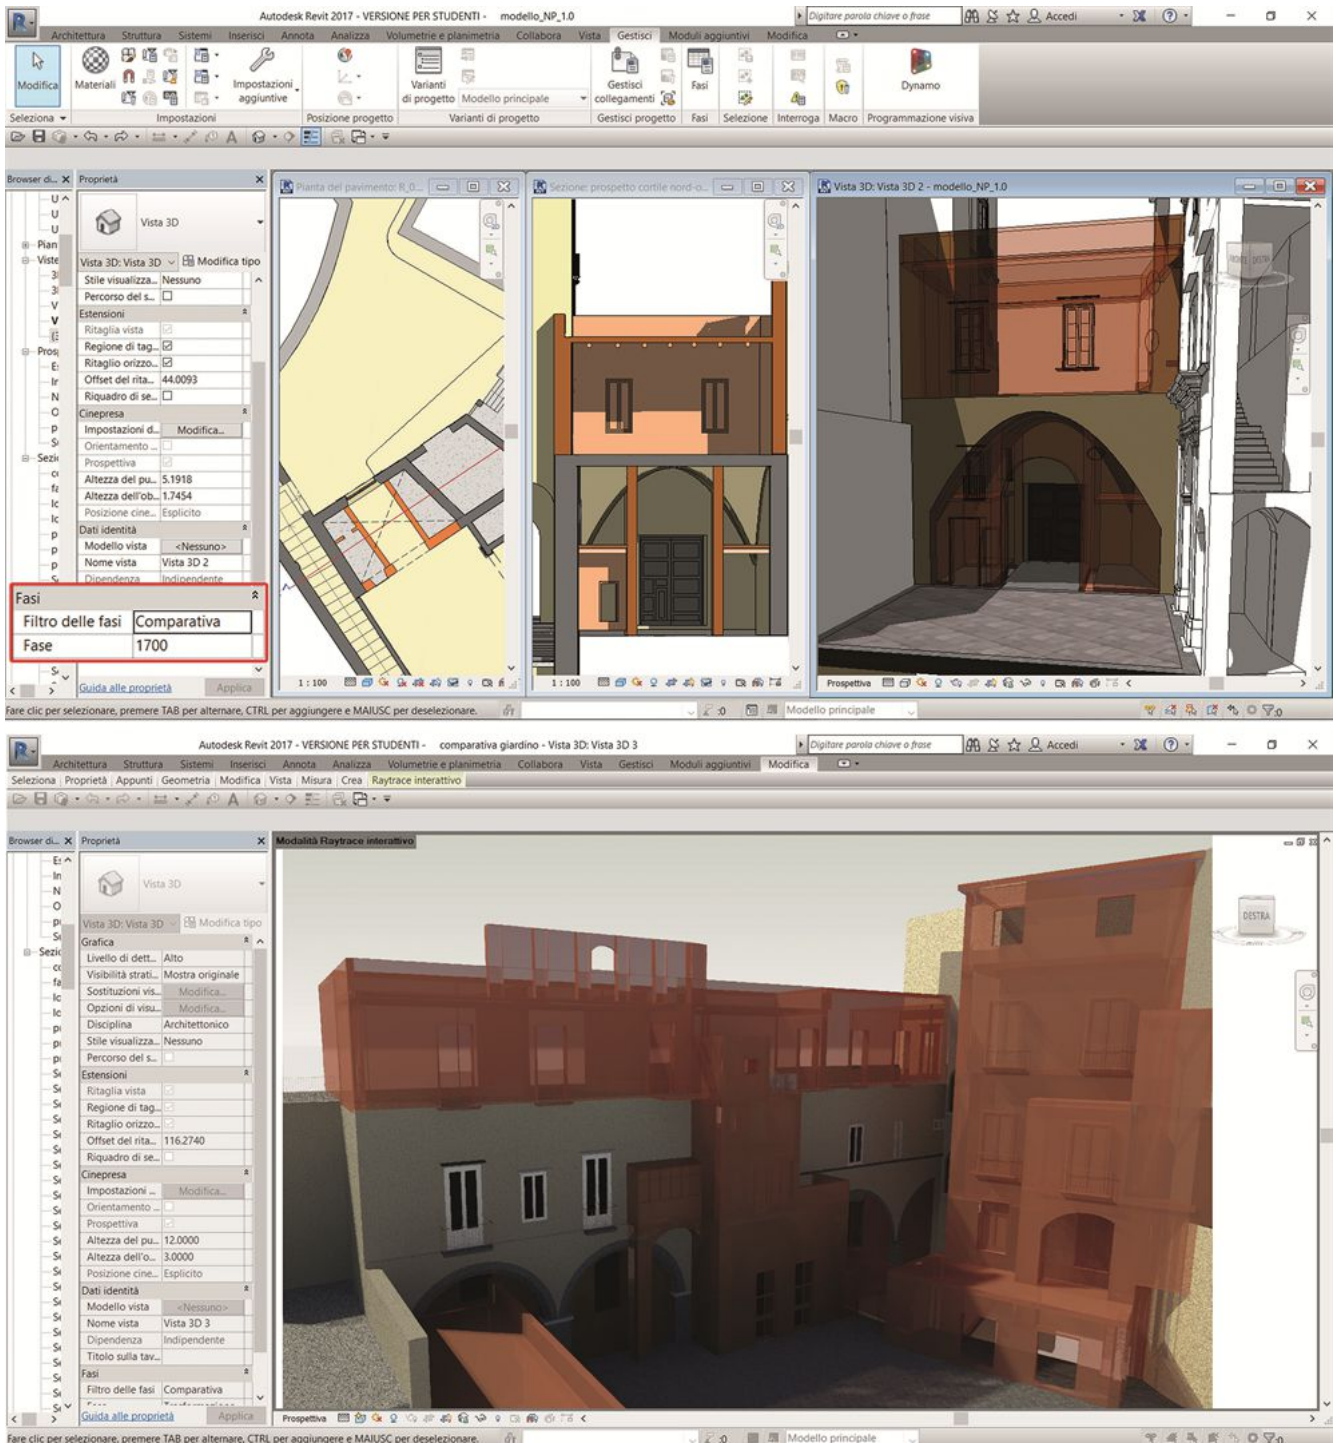 Autodesk Revit 2017 - VERSIONE PER STUDENTI - modello_NP_1.0
Digitare parola chiave o frase
Accedi
Architettura Struttura Sistemi Inserisci Annota Analizza Volumetrie e planimetria Collabora Vista Gestisci Moduli aggiuntivi Modifica
Modifica Materiali Impostazioni aggiuntive Varianti di progetto Modello principale Gestisci collegamenti Fasi Dynamo
Seleziona Impostazioni Posizione progetto Varianti di progetto Gestisci progetto Fasi Selezione Interroga Macro Programmazione visiva
Browser di... Proprietà
Pianta del pavimento: R_0...
Sezione: prospetto cortile nord-o...
Vista 3D: Vista 3D 2 - modello_NP_1.0
Vista 3D
Vista 3D: Vista 3D Modifica tipo
Stile visualizza... Nessuno
Percorso del s...
Estensioni
Ritaglia vista
Regione di tag...
Ritaglio orizzo...
Offset del rita... 44.0093
Riquadro di se...
Cinepresa
Impostazioni d... Modifica...
Orientamento ...
Prospettiva
Altezza del pu... 5.1918
Altezza dell'ob... 1.7454
Posizione cine... Esplicito
Dati identità
Modello vista <Nessuno>
Nome vista Vista 3D 2
Dipendenza Indipendente
Fasi
Filtro delle fasi Comparativa
Fase 1700
Guida alle proprietà Applica
1 : 100
1 : 100
Prospettiva
Fare clic per selezionare, premere TAB per alternare, CTRL per aggiungere e MAIUSC per deselezionare.
:0 Modello principale :0
Autodesk Revit 2017 - VERSIONE PER STUDENTI - comparativa giardino - Vista 3D: Vista 3D 3
Digitare parola chiave o frase
Accedi
Architettura Struttura Sistemi Inserisci Annota Analizza Volumetrie e planimetria Collabora Vista Gestisci Moduli aggiuntivi Modifica
Seleziona Proprietà Appunti Geometria Modifica Vista Misura Crea Raytrace interattivo
Browser di... Proprietà
Modalità Raytrace interattivo
Vista 3D
DESTRA
Vista 3D: Vista 3D Modifica tipo
Grafica
Livello di dett... Alto
Visibilità strati... Mostra originale
Sostituzioni vis... Modifica...
Opzioni di visu... Modifica...
Disciplina Architettonico
Stile visualizza... Nessuno
Percorso del s...
Estensioni
Ritaglia vista
Regione di tag...
Ritaglio orizzo...
Offset del rita... 116.2740
Riquadro di se...
Cinepresa
Impostazioni ... Modifica...
Orientamento ...
Prospettiva
Altezza del pu... 12.0000
Altezza dell'o... 3.0000
Posizione cine... Esplicito
Dati identità
Modello vista <Nessuno>
Nome vista Vista 3D 3
Dipendenza Indipendente
Titolo sulla tav...
Fasi
Filtro delle fasi Comparativa
Guida alle proprietà Applica
Prospettiva
Fare clic per selezionare, premere TAB per alternare, CTRL per aggiungere e MAIUSC per deselezionare.
:0 Modello principale :0